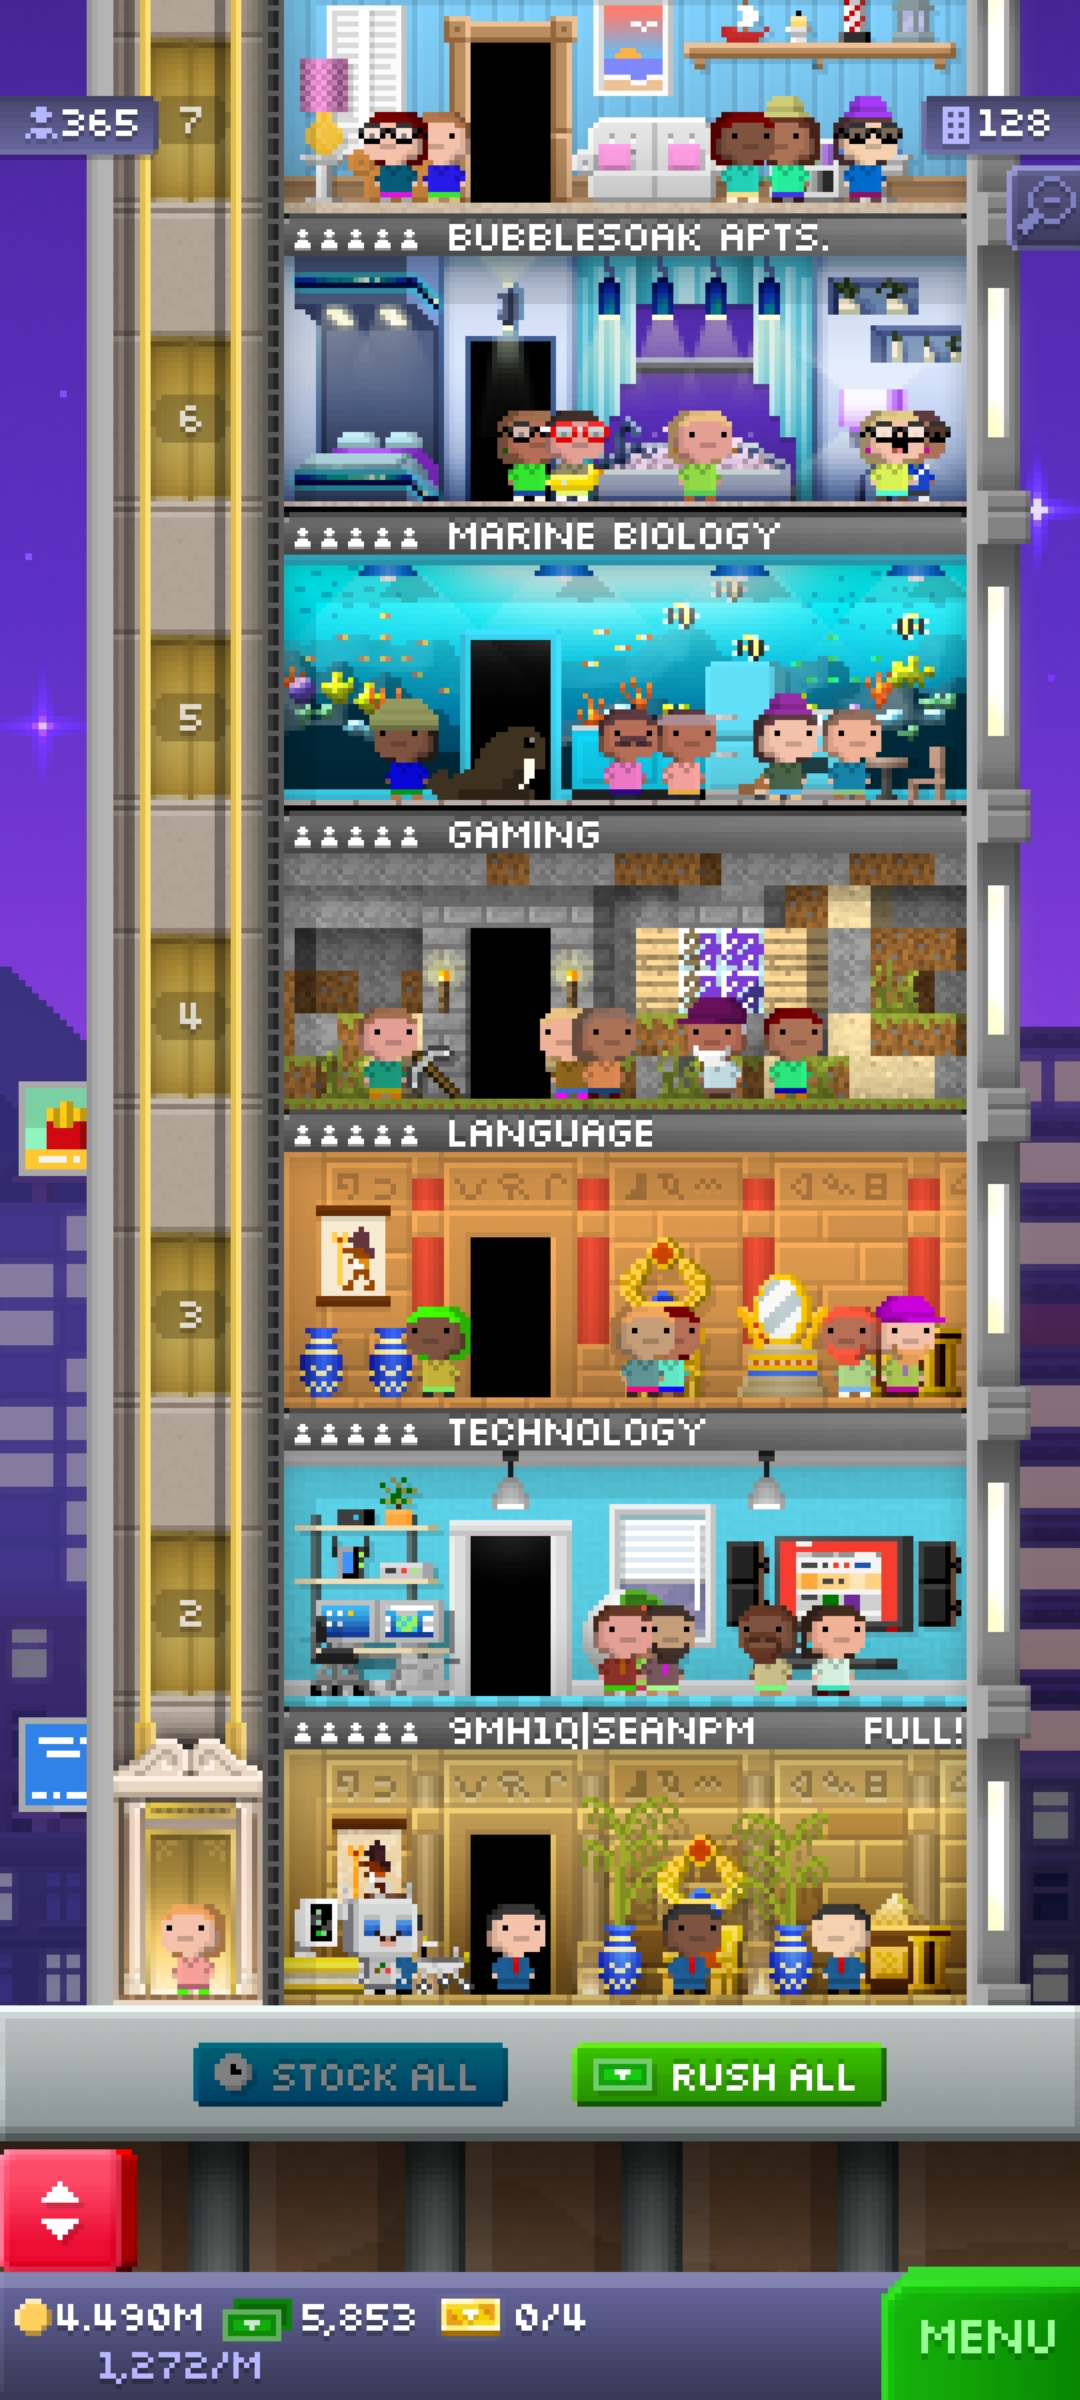 365
7
128
BUBBLESOAK APTS.
6
MARINE BIOLOGY
5
GAMING
4
LANGUAGE
3
TECHNOLOGY
2
9MH1Q|SEANPM FULL!
STOCK ALL
RUSH ALL
4.490M 5,853 0/4
1,272/M
MENU